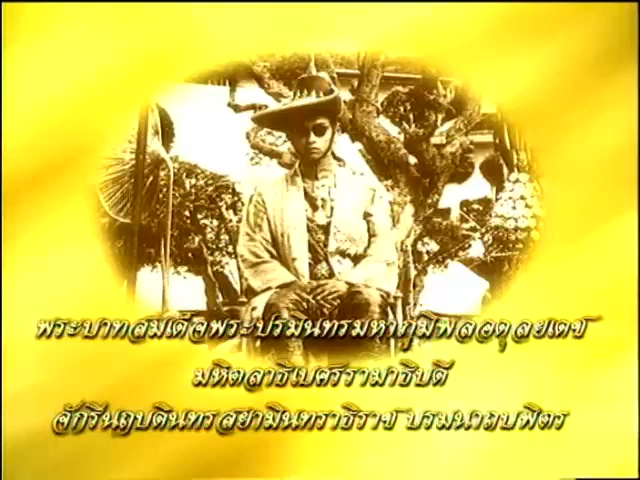 พระบาทสมเด็จพระปรมินทรมหาภูมิพลอดุลยเดช
มหิตลาธิเบศรรามาธิบดี
จักรีนฤบดินทรสยามินทราธิราช บรมนาถบพิตร